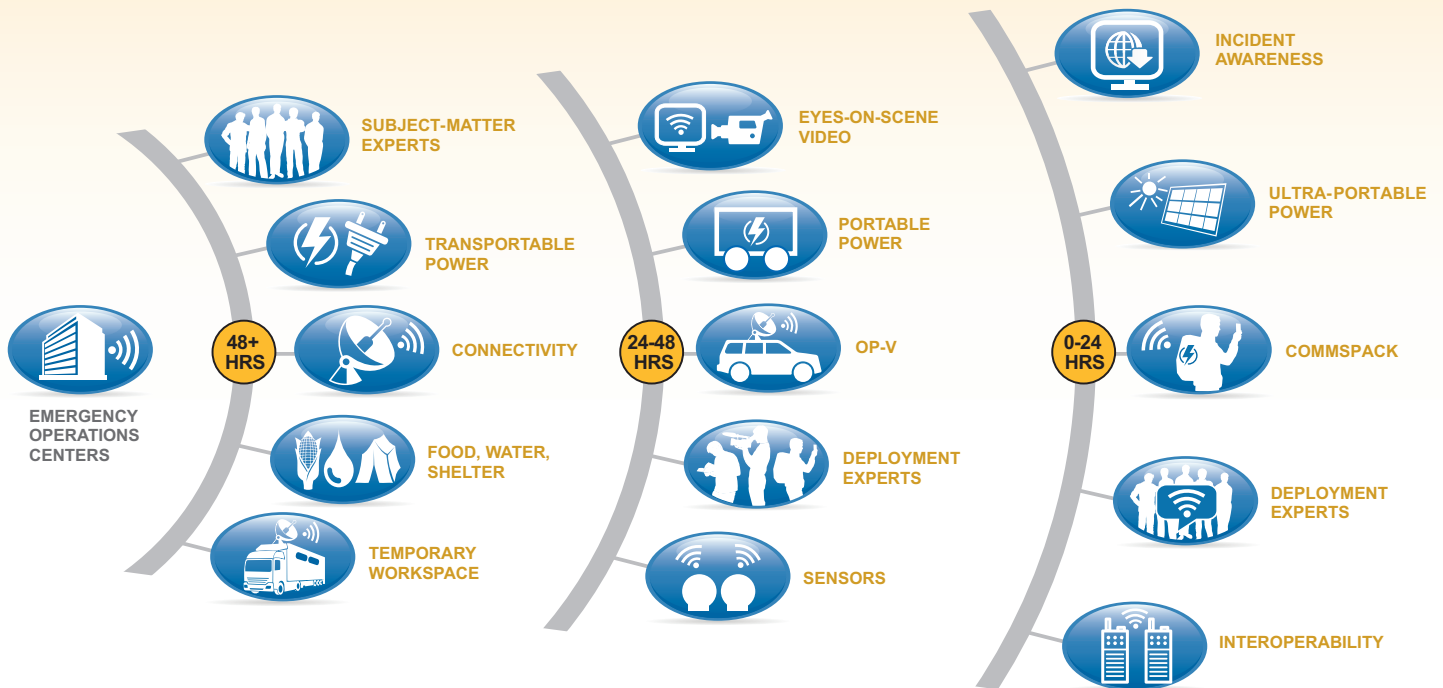 EMERGENCY
OPERATIONS
CENTERS
48+
HRS
SUBJECT-MATTER
EXPERTS
TRANSPORTABLE
POWER
CONNECTIVITY
FOOD, WATER,
SHELTER
TEMPORARY
WORKSPACE
24-48
HRS
EYES-ON-SCENE
VIDEO
PORTABLE
POWER
OP-V
DEPLOYMENT
EXPERTS
SENSORS
0-24
HRS
INCIDENT
AWARENESS
ULTRA-PORTABLE
POWER
COMMSPACK
DEPLOYMENT
EXPERTS
INTEROPERABILITY